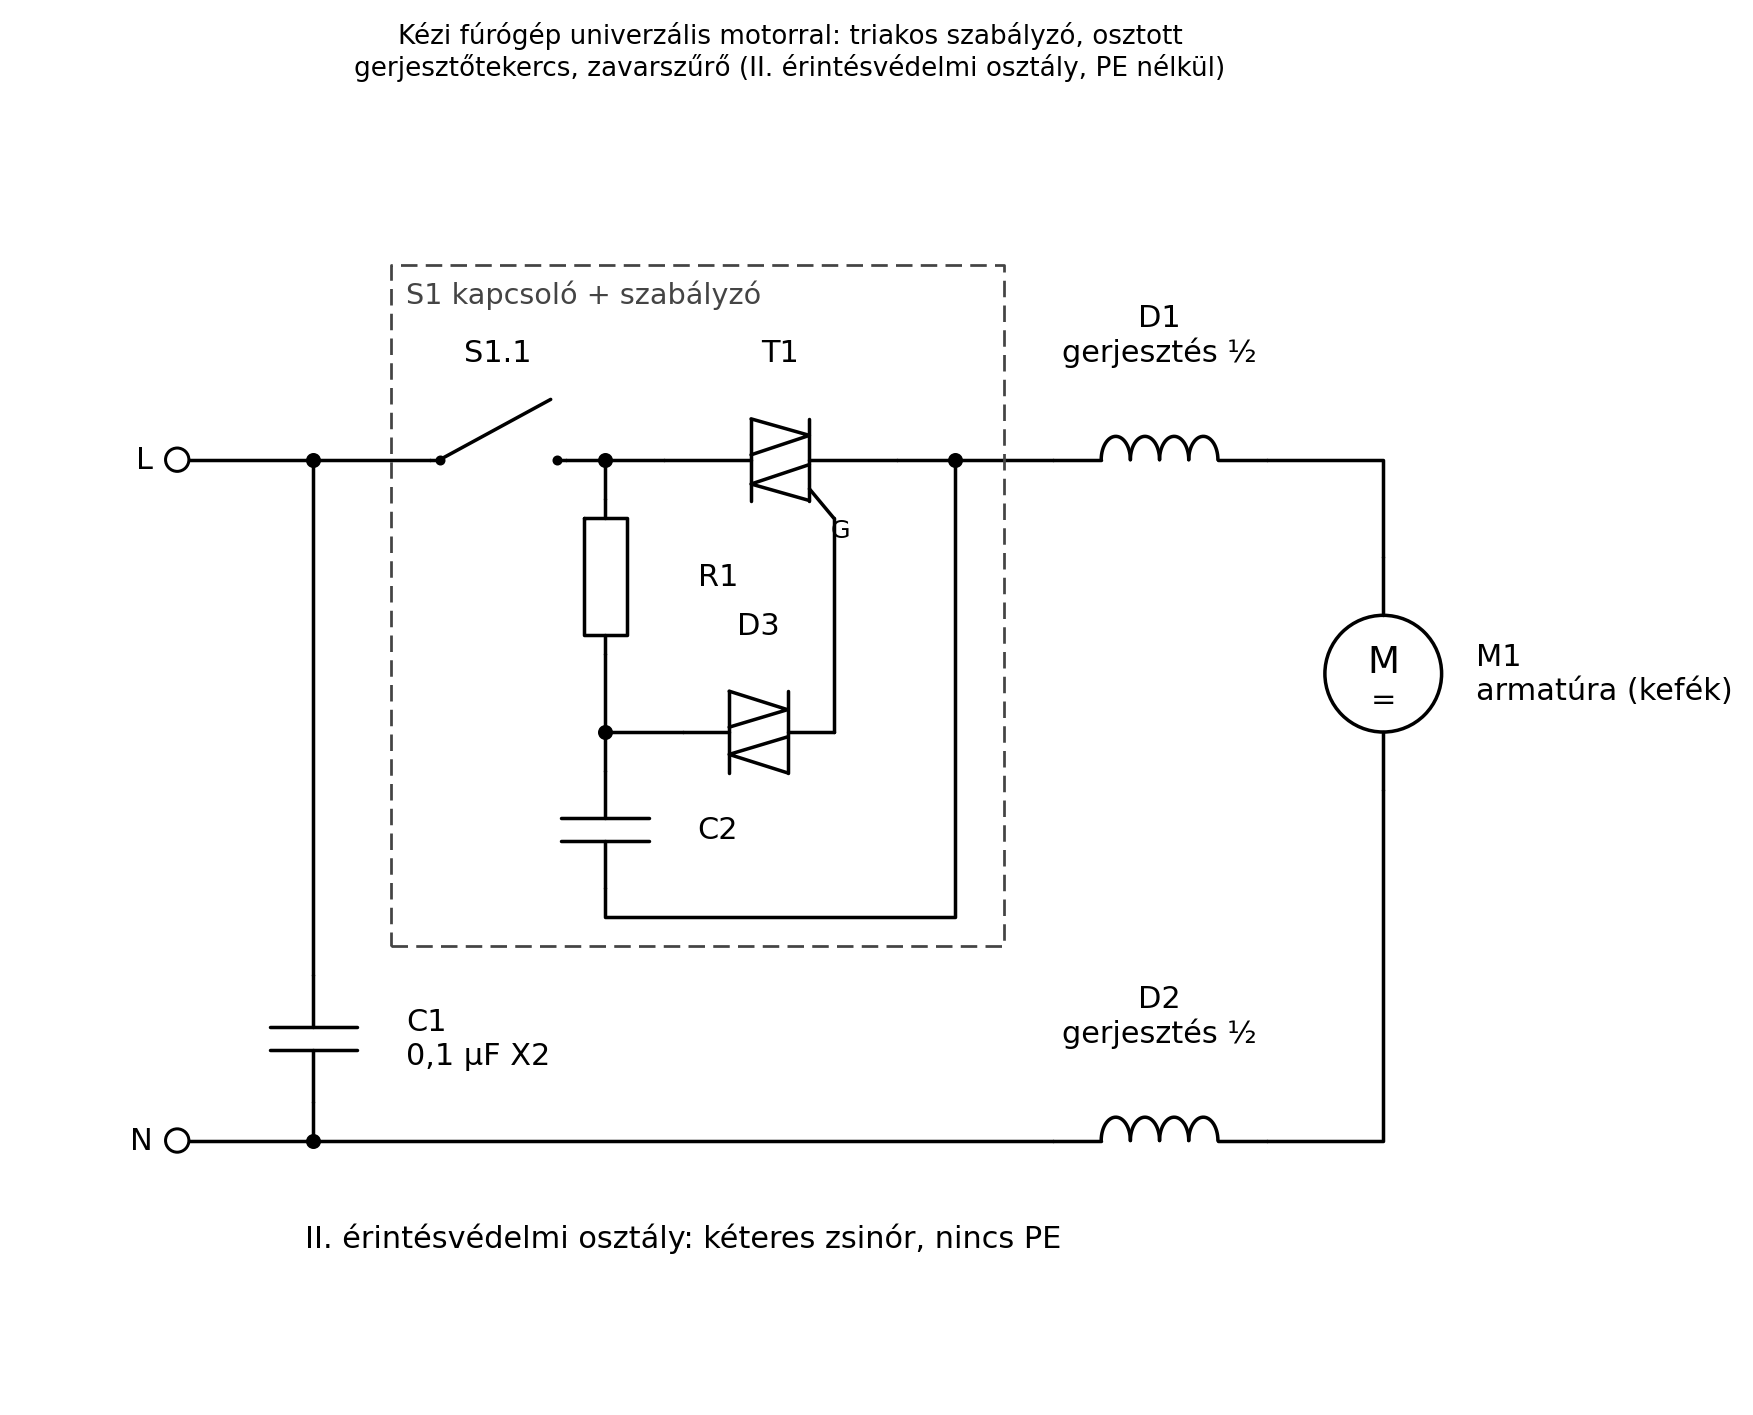 Kézi fúrógép univerzális motorral: triakos szabályzó, osztott
gerjesztőtekercs, zavarszűrő (II. érintésvédelmi osztály, PE nélkül)
S1 kapcsoló + szabályzó
S1.1
T1
D1
gerjesztés ½
L
G
R1
D3
M
=
M1
armatúra (kefék)
C2
C1
0,1 µF X2
D2
gerjesztés ½
N
II. érintésvédelmi osztály: kéteres zsinór, nincs PE